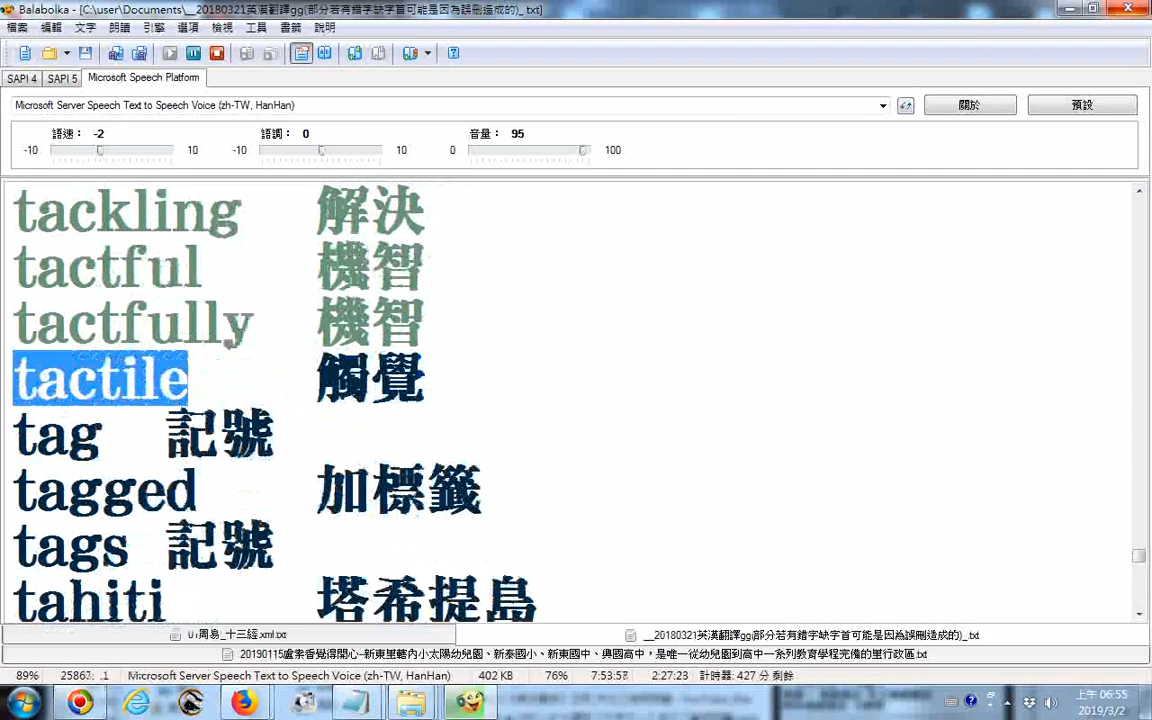 Balabolka - [C:\user\Documents\__20180321英漢翻譯gg(部分若有錯字缺字首可能是因為誤刪造成的)_.txt]
檔案 編輯 文字 朗讀 引擎 選項 檢視 工具 書籤 說明
SAPI 4 SAPI 5 Microsoft Speech Platform
Microsoft Server Speech Text to Speech Voice (zh-TW, HanHan) 關於 預設
語速： -2 語調： 0 音量： 95
-10 10 -10 10 0 100
tackling 解決
tactful 機智
tactfully 機智
tactile 觸覺
tag 記號
tagged 加標籤
tags 記號
tahiti 塔希提島
周易_十三經.xml.txt __20180321英漢翻譯gg(部分若有錯字缺字首可能是因為誤刪造成的)_.txt
20190115盧素香覺得開心-新東里轄內小太陽幼兒園、新泰國小、新東國中、興國高中，是唯一從幼兒園到高中一系列教育學程完備的里行政區.txt
89% Microsoft Server Speech Text to Speech Voice (zh-TW, HanHan) 402 KB 76% 2:27:23 計時器: 427 分 剩餘
上午 06:55
2019/3/2